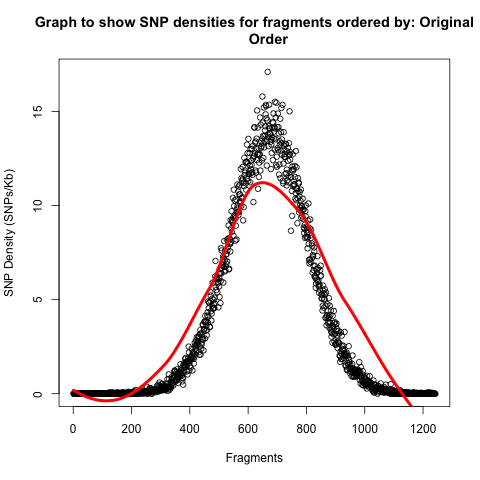 Graph to show SNP densities for fragments ordered by: Original
Order
SNP Density (SNPs/Kb)
15
10
5
0
0 200 400 600 800 1000 1200
Fragments